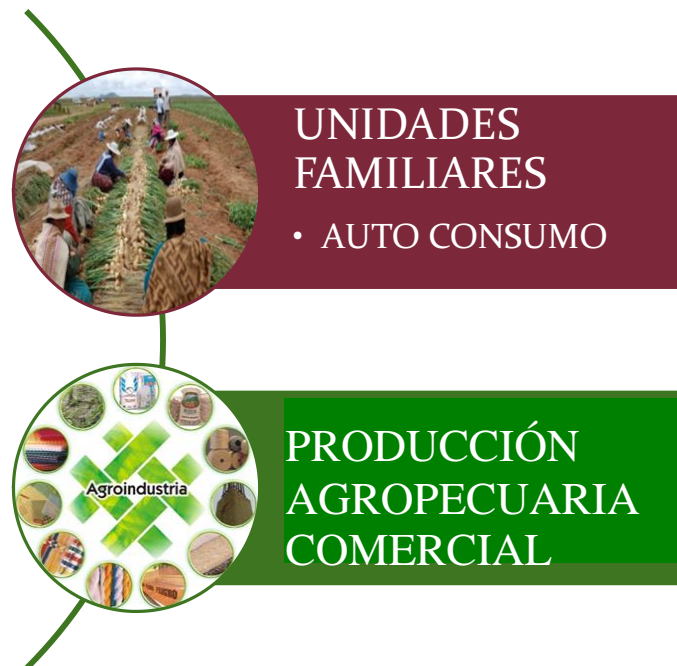 UNIDADES
FAMILIARES
• AUTO CONSUMO
Agroindustria
PRODUCCIÓN
AGROPECUARIA
COMERCIAL